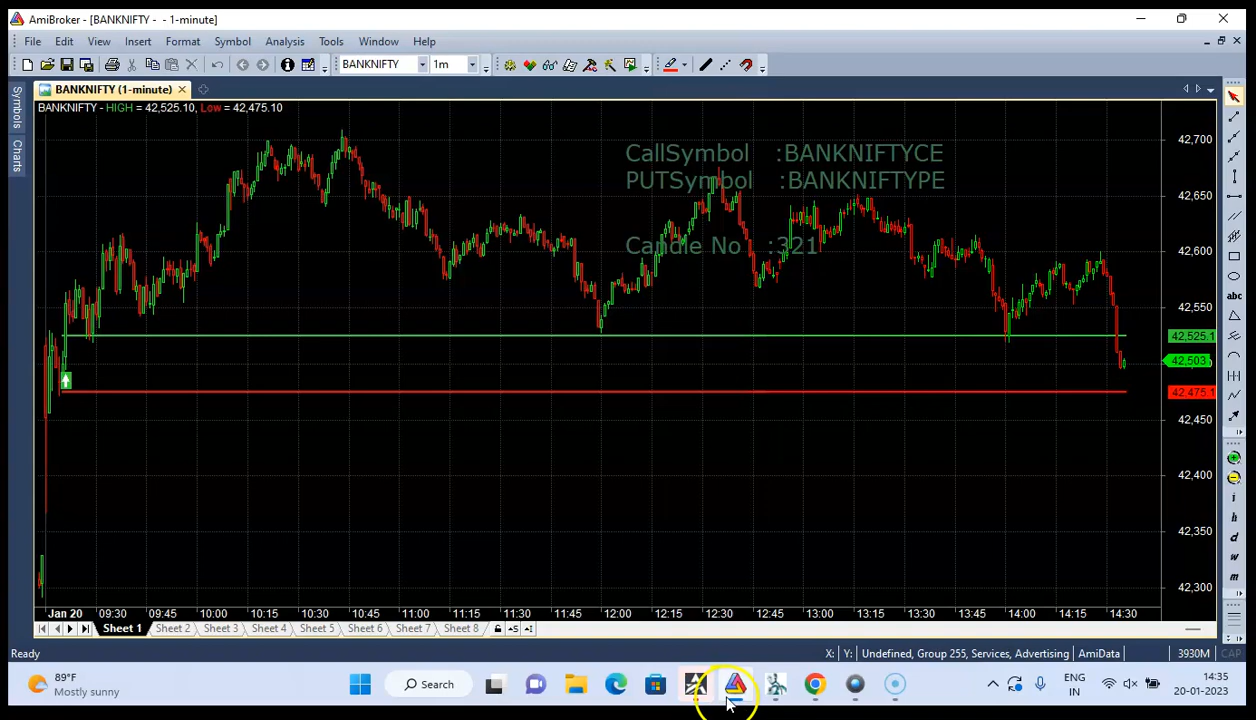 AmiBroker - [BANKNIFTY - - 1-minute]
File Edit View Insert Format Symbol Analysis Tools Window Help
BANKNIFTY 1m
BANKNIFTY (1-minute)
BANKNIFTY - HIGH = 42,525.10, Low = 42,475.10
Symbols
Charts
CallSymbol :BANKNIFTYCE
PUTSymbol :BANKNIFTYPE
Candle No :321
42,700
42,650
42,600
42,550
42,525.1
42,503
42,475.1
42,450
42,400
42,350
42,300
abc
i
h
d
w
m
Jan 20 09:30 09:45 10:00 10:15 10:30 10:45 11:00 11:15 11:30 11:45 12:00 12:15 12:30 12:45 13:00 13:15 13:30 13:45 14:00 14:15 14:30
Sheet 1 Sheet 2 Sheet 3 Sheet 4 Sheet 5 Sheet 6 Sheet 7 Sheet 8
Ready X: Y: Undefined, Group 255, Services, Advertising AmiData 3930M CAP
89°F
Mostly sunny
Search
ENG
IN
14:35
20-01-2023